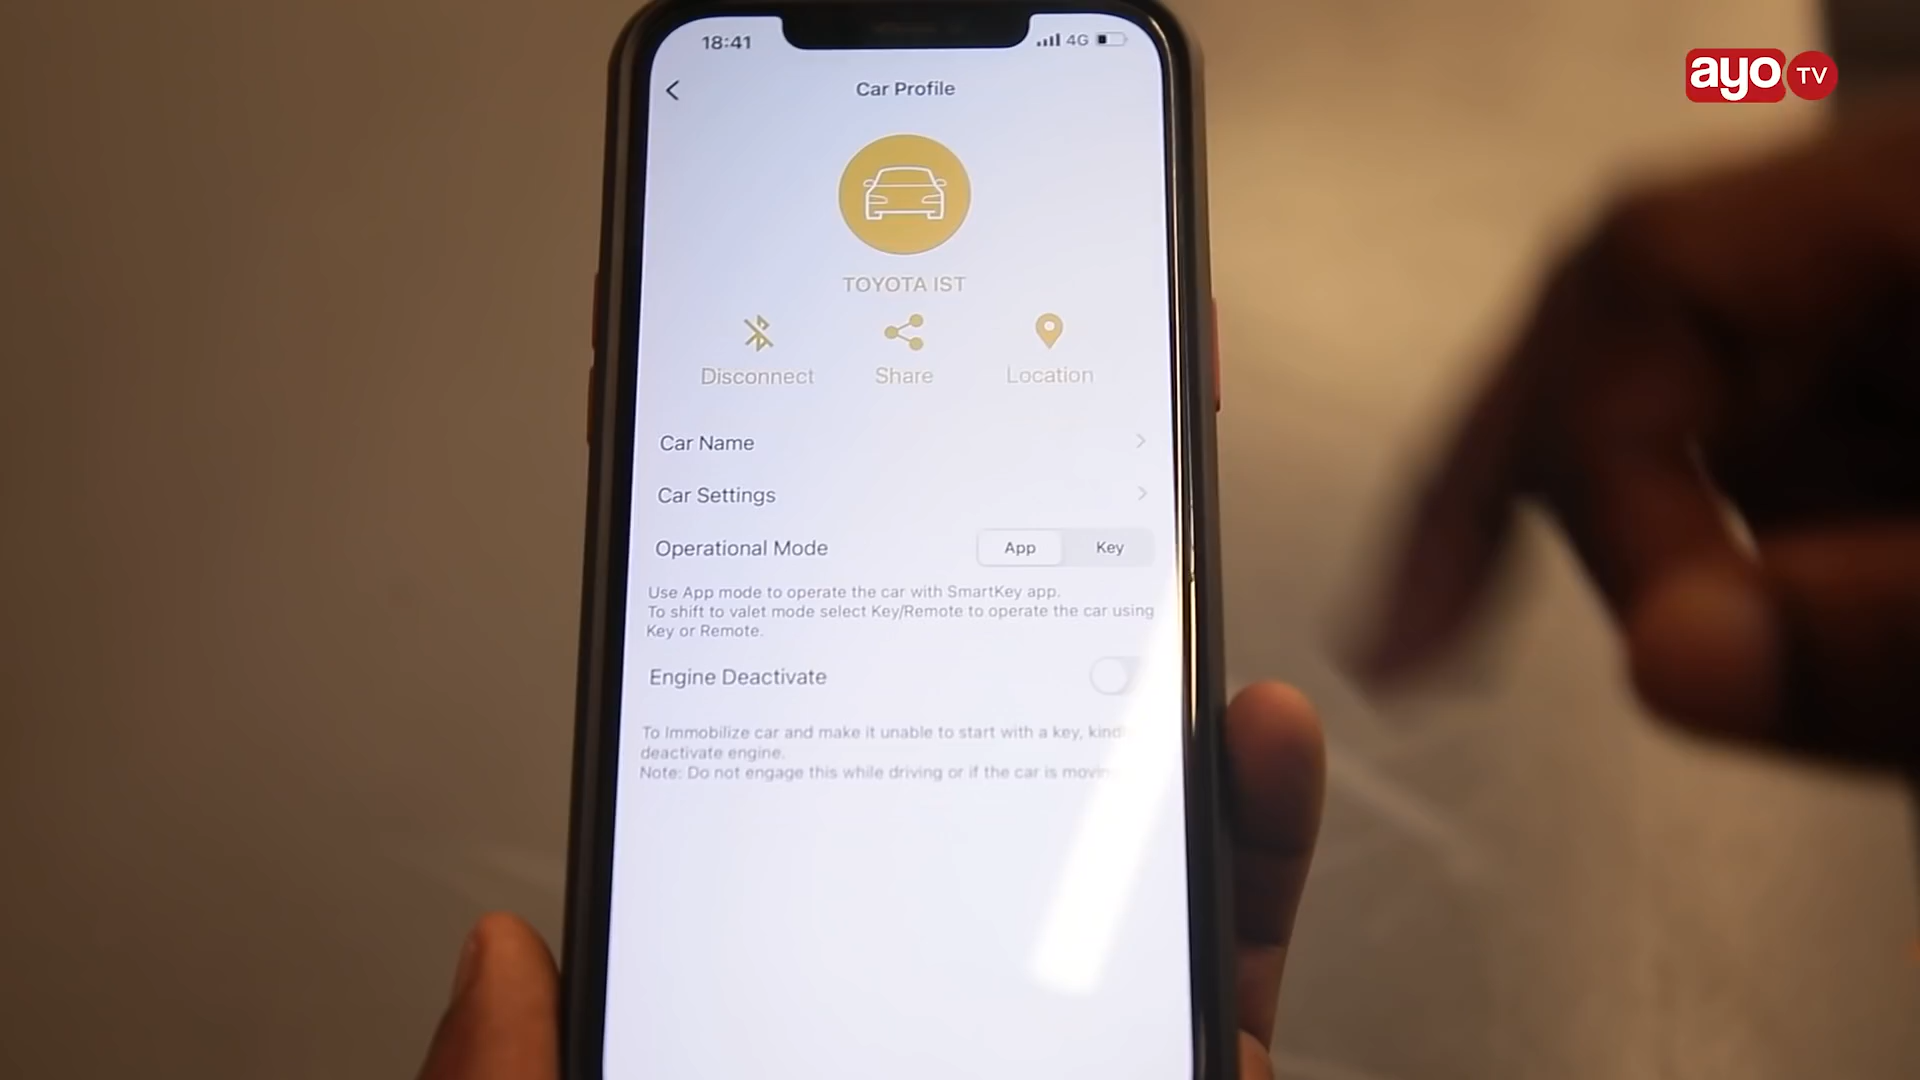 18:41
4G
Car Profile
TOYOTA IST
Disconnect
Share
Location
Car Name
Car Settings
Operational Mode
App
Key
Use App mode to operate the car with SmartKey app.
To shift to valet mode select Key/Remote to operate the car using
Key or Remote.
Engine Deactivate
To Immobilize car and make it unable to start with a key,
deactivate engine.
Note: Do not engage this while driving or if the car is
ayo TV